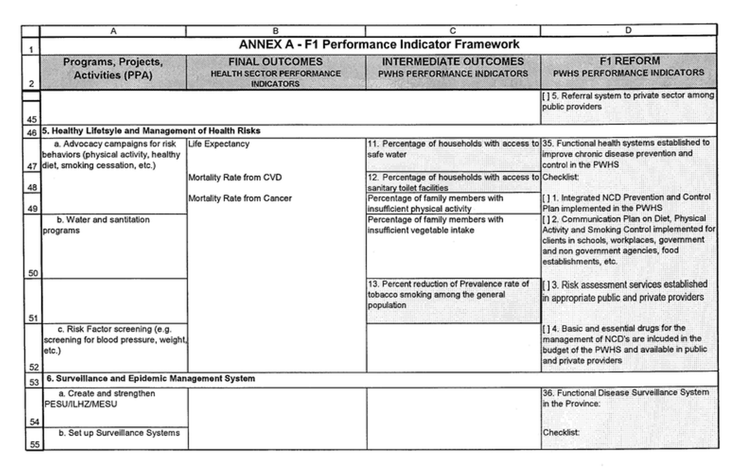 A B C D
1 ANNEX A - F1 Performance Indicator Framework
Programs, Projects, FINAL OUTCOMES INTERMEDIATE OUTCOMES F1 REFORM
Activities (PPA) HEALTH SECTOR PERFORMANCE PWHS PERFORMANCE INDICATORS PWHS PERFORMANCE INDICATORS
2 INDICATORS
[ ] 5. Referral system to private sector among
public providers
45
46 5. Healthy Lifetsyle and Management of Health Risks
a. Advocacy campaigns for risk
behaviors (physical activity, healthy
diet, smoking cessation, etc.)
Life Expectancy
11. Percentage of households with access to
safe water
35. Functional health systems established to
improve chronic disease prevention and
control in the PWHS
47
Mortality Rate from CVD
12. Percentage of households with access to
sanitary toilet facilities
Checklist:
48
Mortality Rate from Cancer
Percentage of family members with
insufficient physical activity
[ ] 1. Integrated NCD Prevention and Control
Plan implemented in the PWHS
49
b. Water and santitation
programs
Percentage of family members with
insufficient vegetable intake
[ ] 2. Communication Plan on Diet, Physical
Activity and Smoking Control implemented for
clients in schools, workplaces, government
and non government agencies, food
establishments, etc.
50
13. Percent reduction of Prevalence rate of
tobacco smoking among the general
population
[ ] 3. Risk assessment services established
in appropriate public and private providers
51
c. Risk Factor screening (e.g.
screening for blood pressure, weight,
etc.)
[ ] 4. Basic and essential drugs for the
management of NCD's are inlcuded in the
budget of the PWHS and available in public
and private providers
52
53 6. Surveillance and Epidemic Management System
a. Create and strengthen
PESU/ILHZ/MESU
36. Functional Disease Surveillance System
in the Province:
54
b. Set up Surveillance Systems
Checklist:
55